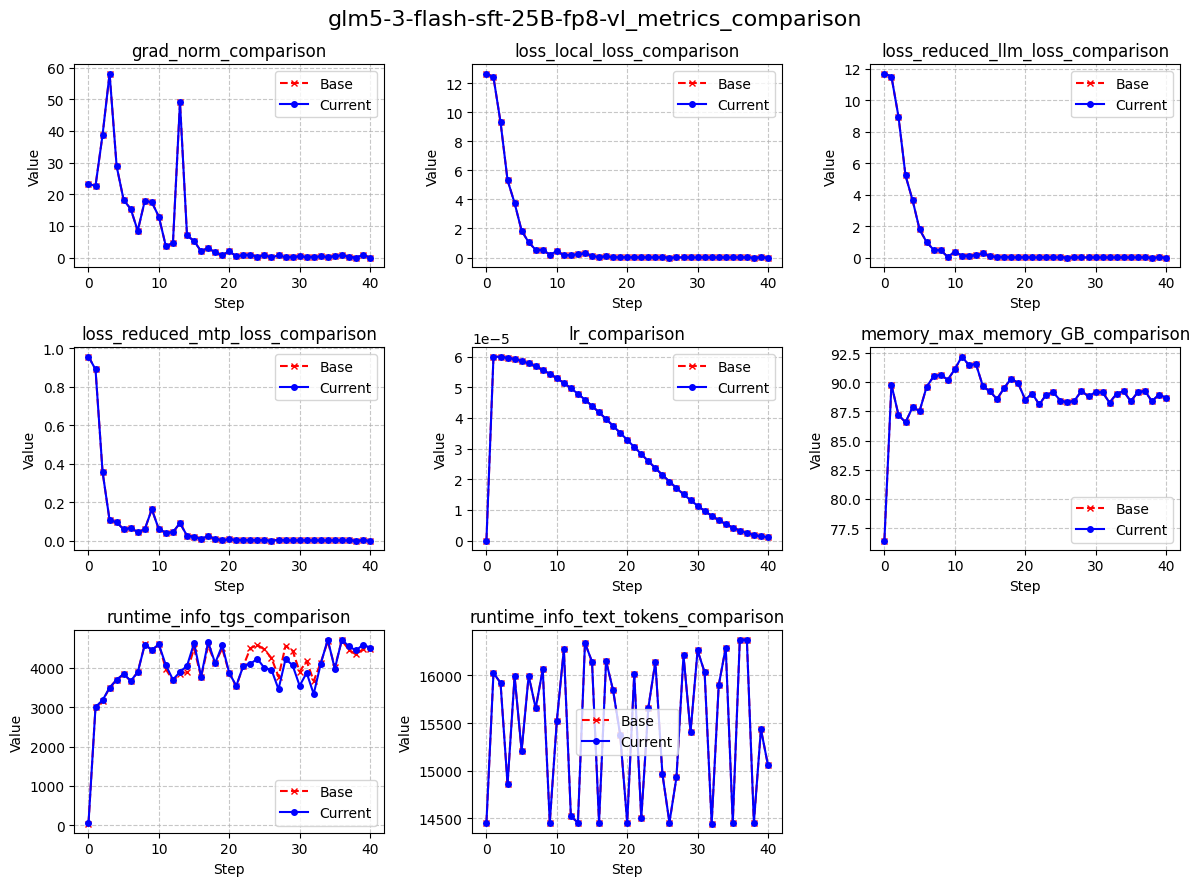 glm5-3-flash-sft-25B-fp8-vl_metrics_comparison
grad_norm_comparison
60
50
40
30
20
10
0
Value
0 10 20 30 40
Step
Base
Current
loss_local_loss_comparison
12
10
8
6
4
2
0
Value
0 10 20 30 40
Step
Base
Current
loss_reduced_llm_loss_comparison
12
10
8
6
4
2
0
Value
0 10 20 30 40
Step
Base
Current
loss_reduced_mtp_loss_comparison
1.0
0.8
0.6
0.4
0.2
0.0
Value
0 10 20 30 40
Step
Base
Current
lr_comparison
1e−5
6
5
4
3
2
1
0
Value
0 10 20 30 40
Step
Base
Current
memory_max_memory_GB_comparison
92.5
90.0
87.5
85.0
82.5
80.0
77.5
Value
0 10 20 30 40
Step
Base
Current
runtime_info_tgs_comparison
4000
3000
2000
1000
0
Value
0 10 20 30 40
Step
Base
Current
runtime_info_text_tokens_comparison
16000
15500
15000
14500
Value
0 10 20 30 40
Step
Base
Current